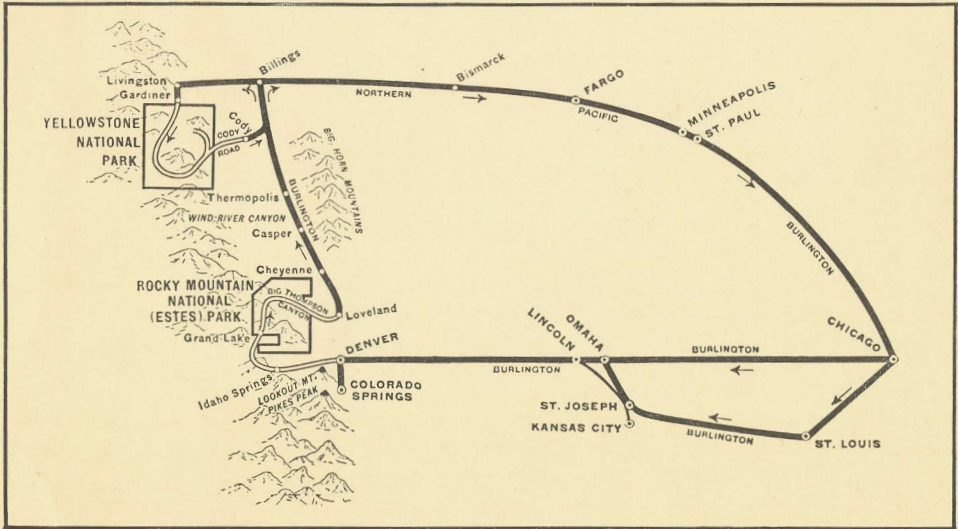 Billings
Bismarck
Livingston
Gardiner
NORTHERN
PACIFIC
FARGO
MINNEAPOLIS
ST. PAUL
YELLOWSTONE
NATIONAL
PARK
CODY
ROAD
Cody
BIG HORN MOUNTAINS
Thermopolis
BURLINGTON
WIND RIVER CANYON
Casper
BURLINGTON
Cheyenne
ROCKY MOUNTAIN
NATIONAL
(ESTES) PARK
BIG THOMPSON
CANYON
Loveland
Grand Lake
DENVER
LINCOLN
OMAHA
CHICAGO
BURLINGTON
BURLINGTON
Idaho Springs
LOOKOUT MT.
PIKES PEAK
COLORADO
SPRINGS
ST. JOSEPH
KANSAS CITY
BURLINGTON
ST. LOUIS